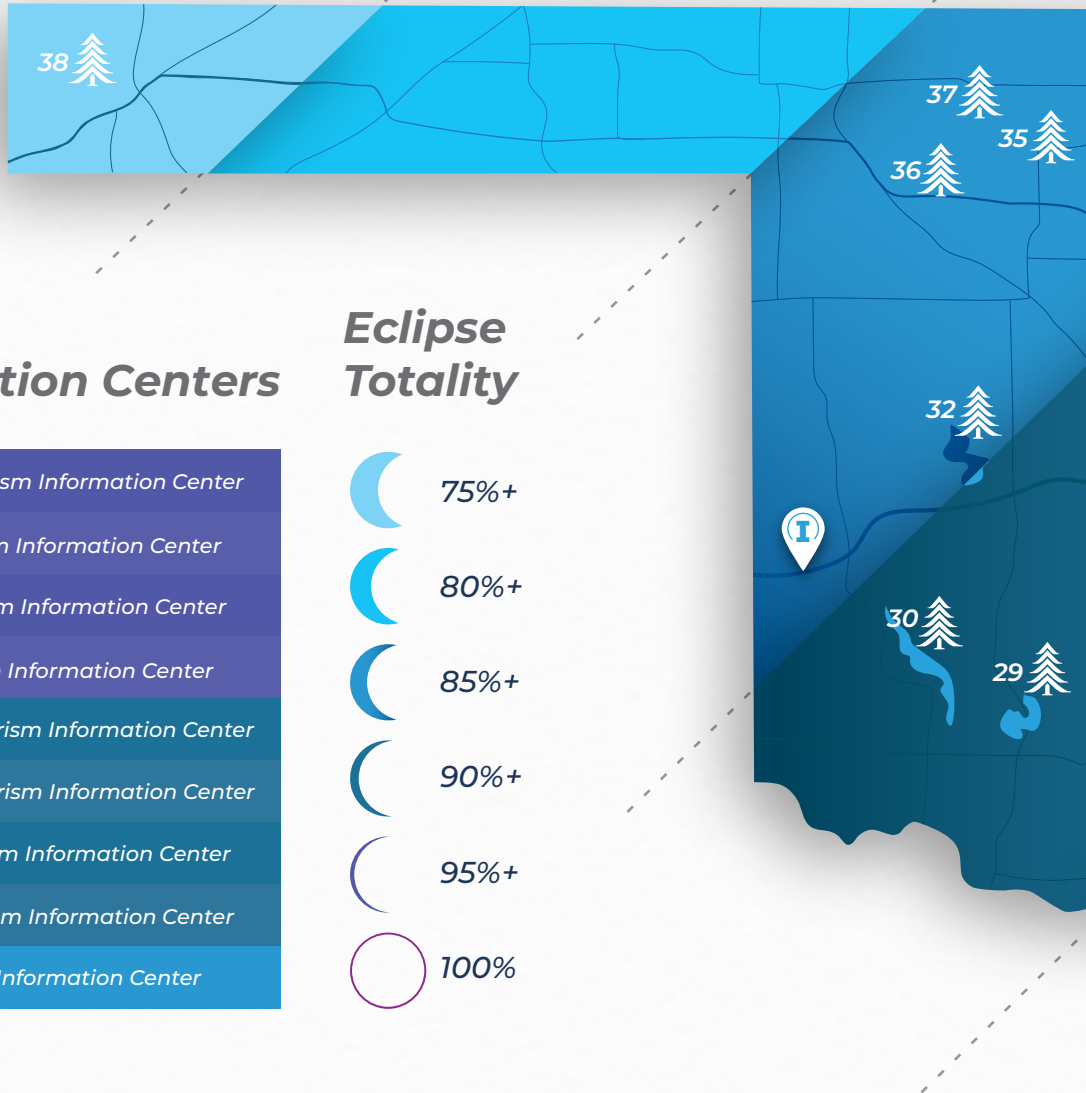 38
37
35
36
Eclipse
Totality
tion Centers
32
ism Information Center
75%+
Information Center
80%+
Information Center
85%+
Information Center
30
29
rism Information Center
90%+
rism Information Center
Information Center
95%+
Information Center
100%
Information Center
I